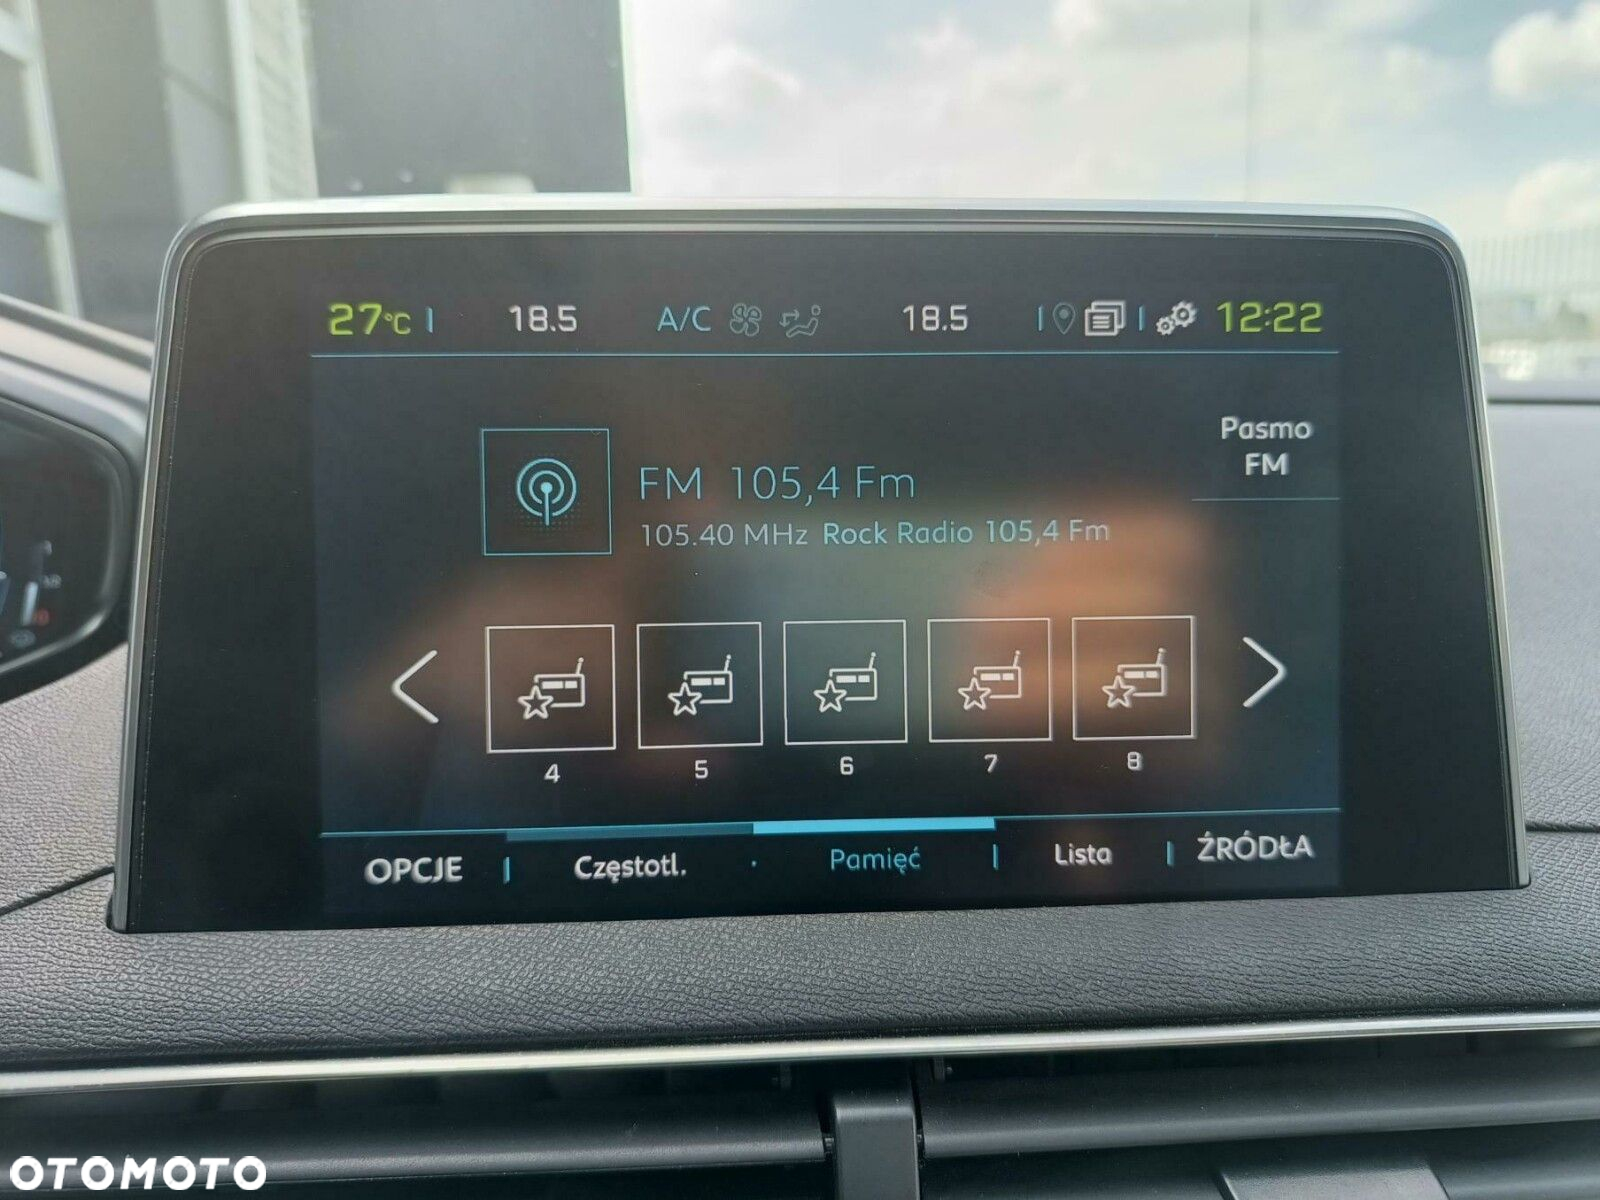 27°C 18.5 A/C 18.5 12:22
Pasmo
FM
FM 105,4 Fm
105.40 MHz Rock Radio 105,4 Fm
4 5 6 7 8
OPCJE Częstotl. Pamięć Lista ŹRÓDŁA
OTOMOTO